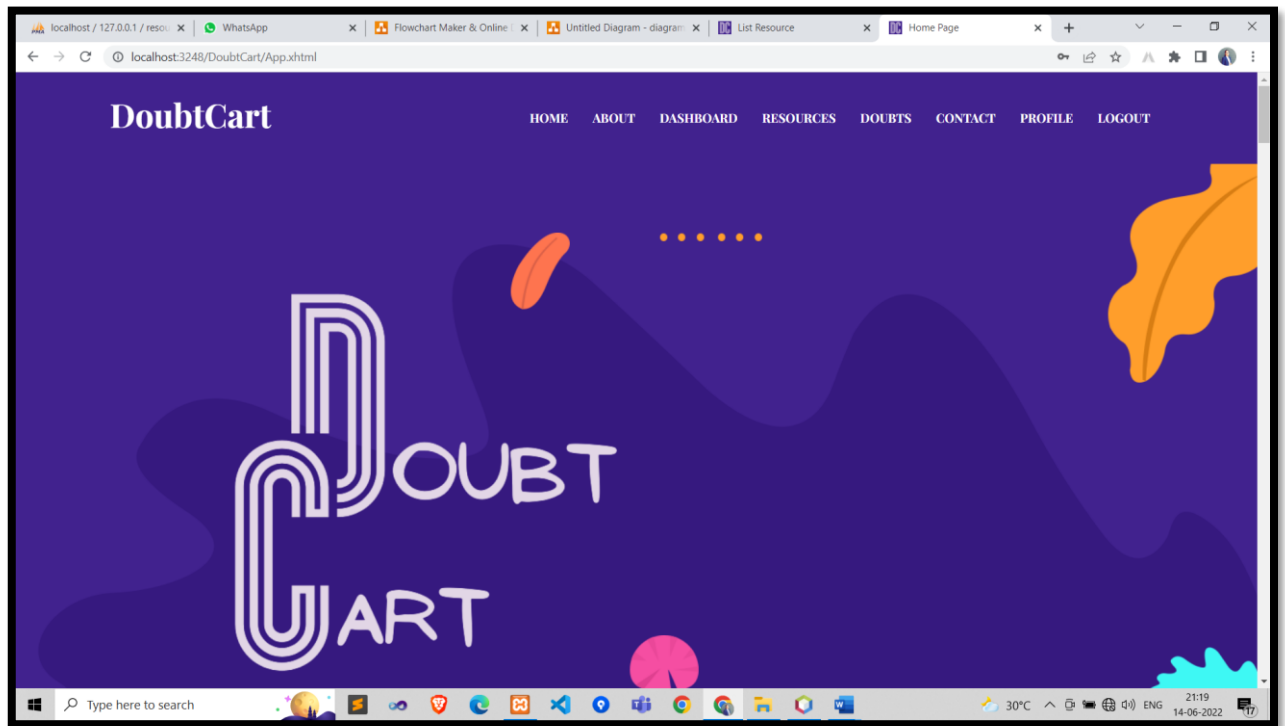 localhost / 127.0.0.1 / resou
WhatsApp
Flowchart Maker & Online
Untitled Diagram - diagram
List Resource
Home Page
localhost:3248/DoubtCart/App.xhtml
DoubtCart
HOME ABOUT DASHBOARD RESOURCES DOUBTS CONTACT PROFILE LOGOUT
DOUBT
CART
Type here to search
30°C
ENG
21:19
14-06-2022
17